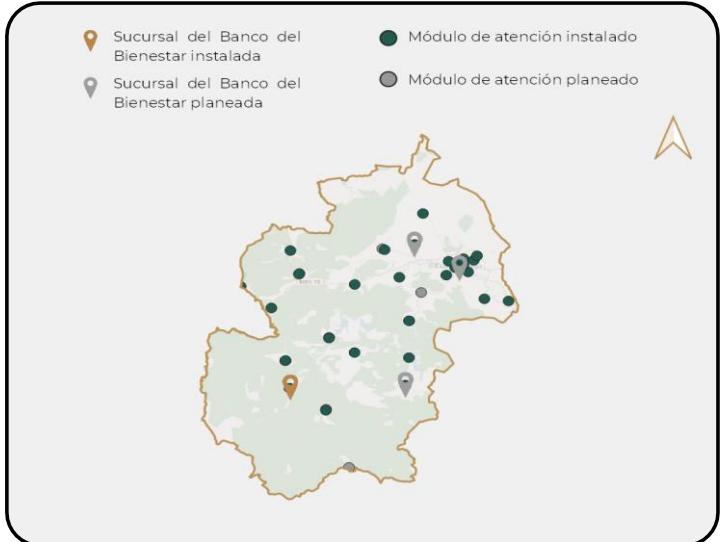 Sucursal del Banco del
Bienestar instalada
Sucursal del Banco del
Bienestar planeada
Módulo de atención instalado
Módulo de atención planeado